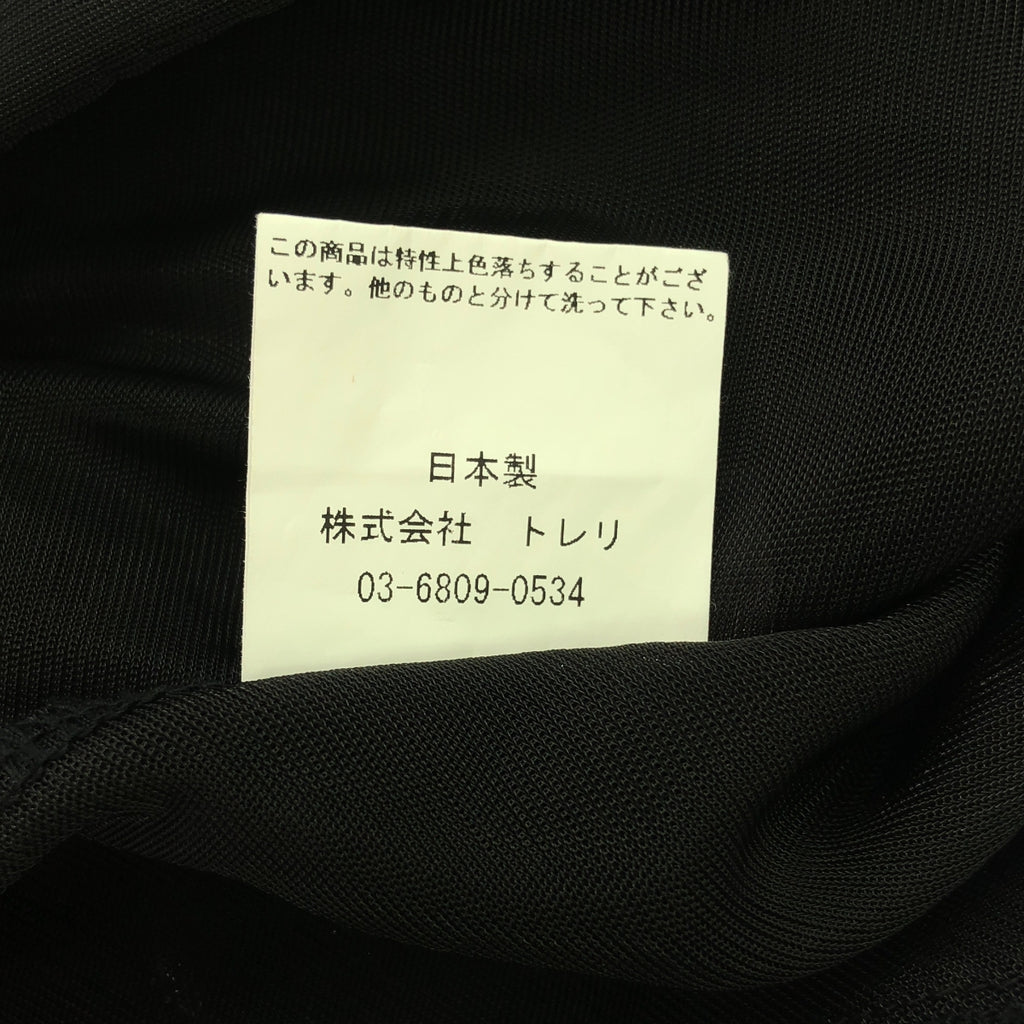 この商品は特性上色落ちすることがござ
います。他のものと分けて洗って下さい。
日本製
株式会社　トレリ
03-6809-0534